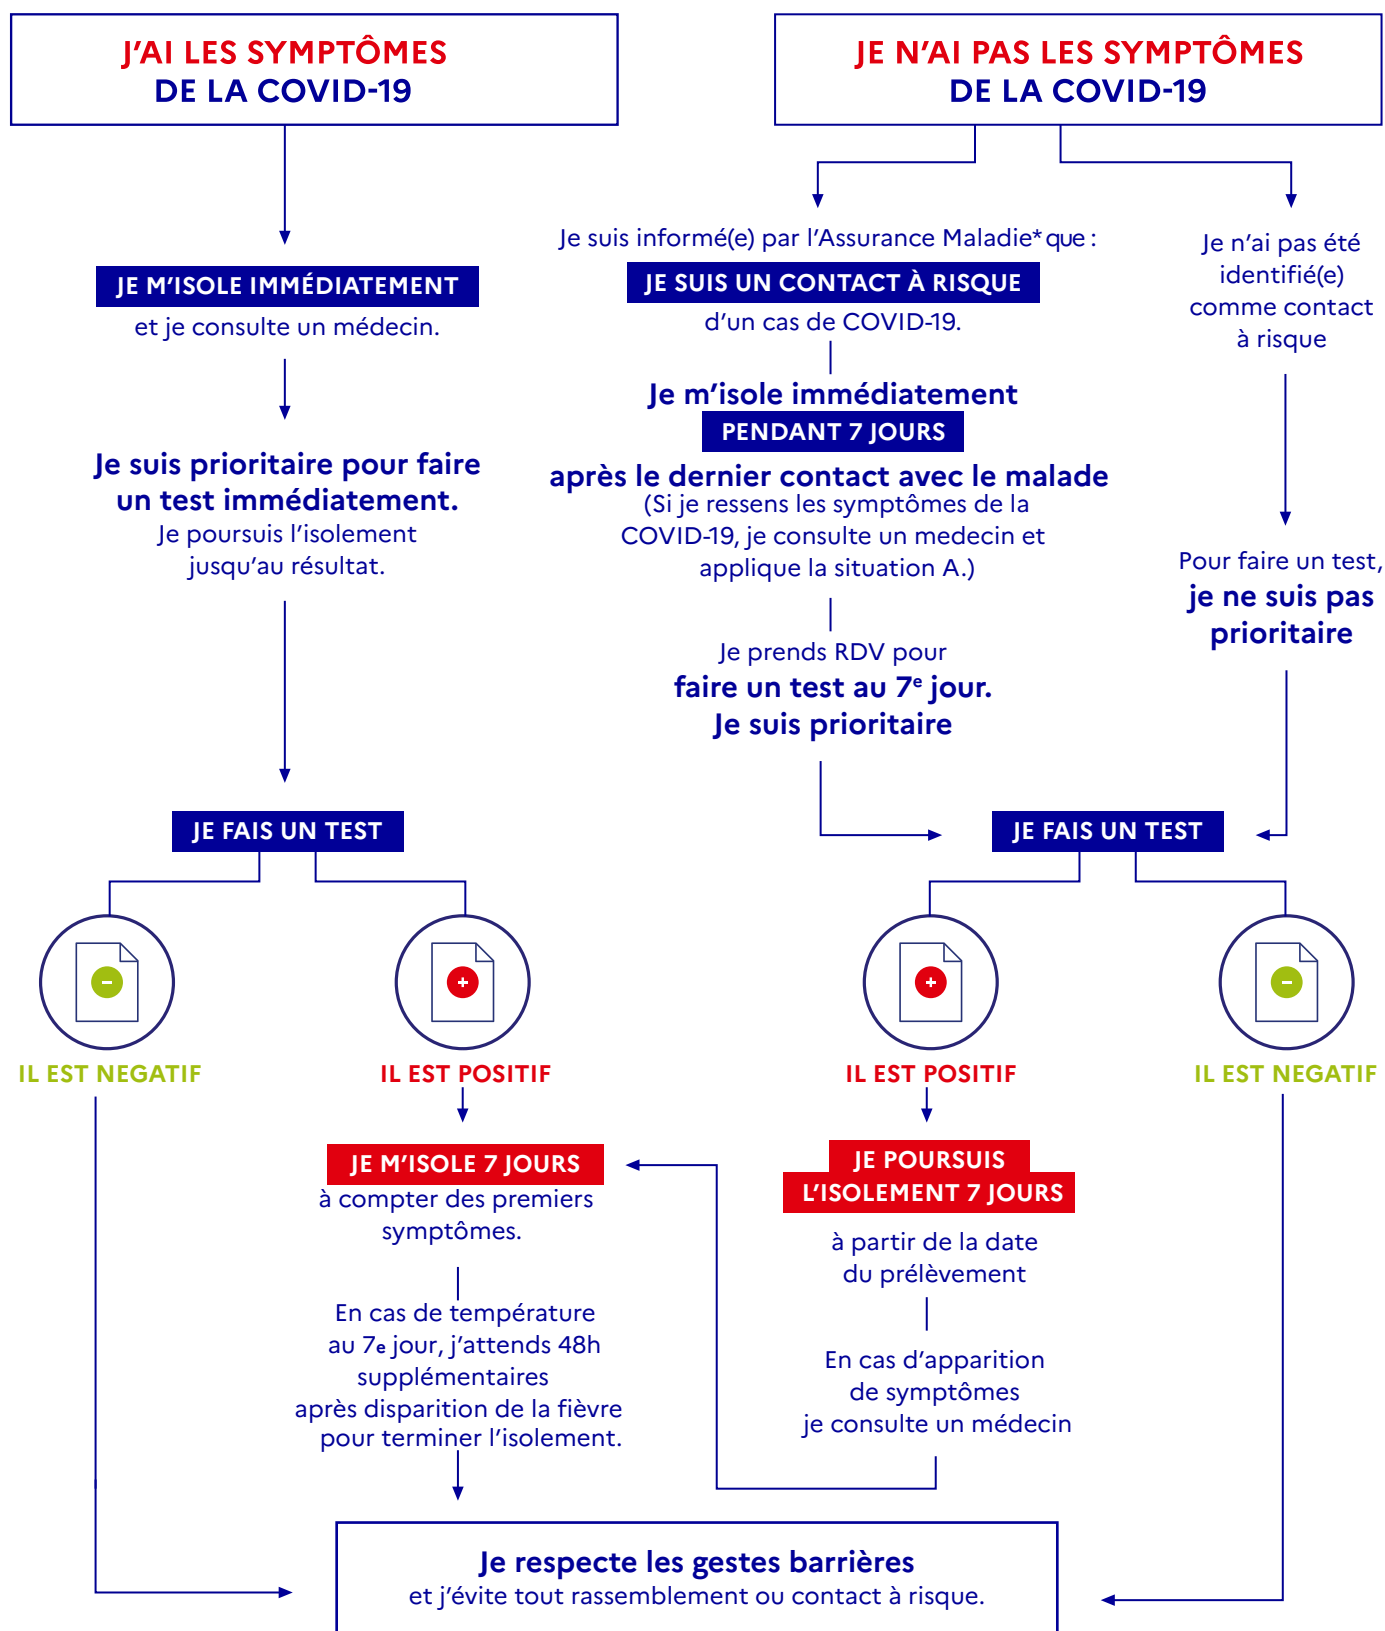 J'AI LES SYMPTÔMES
DE LA COVID-19
JE M'ISOLE IMMÉDIATEMENT
et je consulte un médecin.
Je suis prioritaire pour faire
un test immédiatement.
Je poursuis l'isolement
jusqu'au résultat.
JE FAIS UN TEST
IL EST NEGATIF
IL EST POSITIF
JE M'ISOLE 7 JOURS
à compter des premiers
symptômes.
En cas de température
au 7e jour, j'attends 48h
supplémentaires
après disparition de la fièvre
pour terminer l'isolement.
JE N'AI PAS LES SYMPTÔMES
DE LA COVID-19
Je suis informé(e) par l'Assurance Maladie* que :
JE SUIS UN CONTACT À RISQUE
d'un cas de COVID-19.
Je m'isole immédiatement
PENDANT 7 JOURS
après le dernier contact avec le malade
(Si je ressens les symptômes de la
COVID-19, je consulte un medecin et
applique la situation A.)
Je prends RDV pour
faire un test au 7e jour.
Je suis prioritaire
Je n'ai pas été
identifié(e)
comme contact
à risque
Pour faire un test,
je ne suis pas
prioritaire
JE FAIS UN TEST
IL EST POSITIF
IL EST NEGATIF
JE POURSUIS
L'ISOLEMENT 7 JOURS
à partir de la date
du prélèvement
En cas d'apparition
de symptômes
je consulte un médecin
Je respecte les gestes barrières
et j'évite tout rassemblement ou contact à risque.